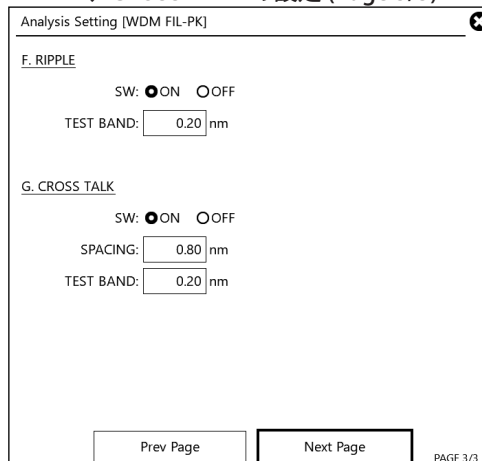 Analysis Setting [WDM FIL-PK]
F. RIPPLE
SW: ON OFF
TEST BAND: 0.20 nm
G. CROSS TALK
SW: ON OFF
SPACING: 0.80 nm
TEST BAND: 0.20 nm
Prev Page Next Page PAGE 3/3